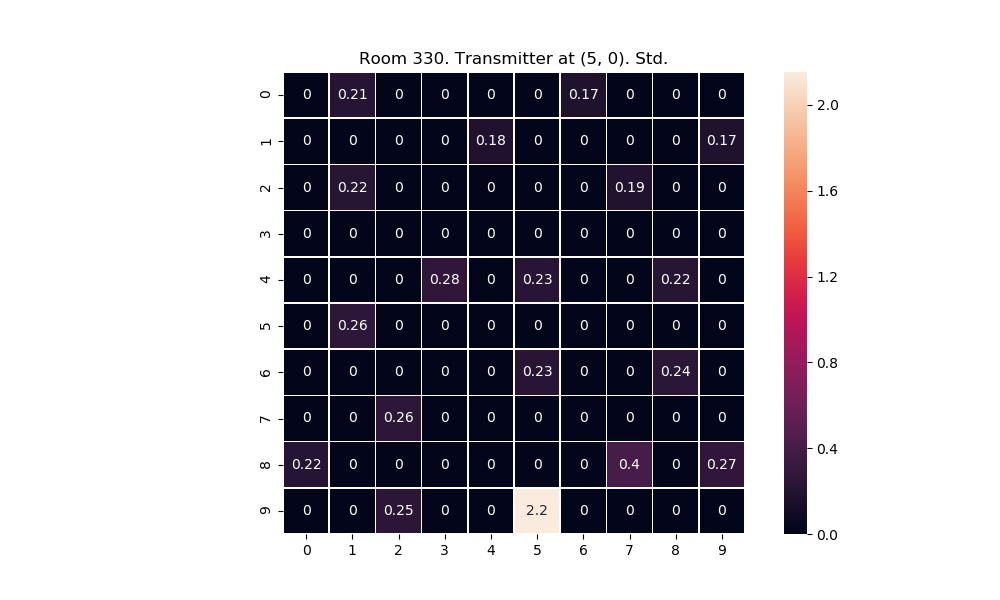 Room 330. Transmitter at (5, 0). Std.
0 0 0.21 0 0 0 0 0.17 0 0 0
1 0 0 0 0 0.18 0 0 0 0 0.17
2 0 0.22 0 0 0 0 0 0.19 0 0
3 0 0 0 0 0 0 0 0 0 0
4 0 0 0 0.28 0 0.23 0 0 0.22 0
5 0 0.26 0 0 0 0 0 0 0 0
6 0 0 0 0 0 0.23 0 0 0.24 0
7 0 0 0.26 0 0 0 0 0 0 0
8 0.22 0 0 0 0 0 0 0.4 0 0.27
9 0 0 0.25 0 0 2.2 0 0 0 0
0 1 2 3 4 5 6 7 8 9
2.0
1.6
1.2
0.8
0.4
0.0